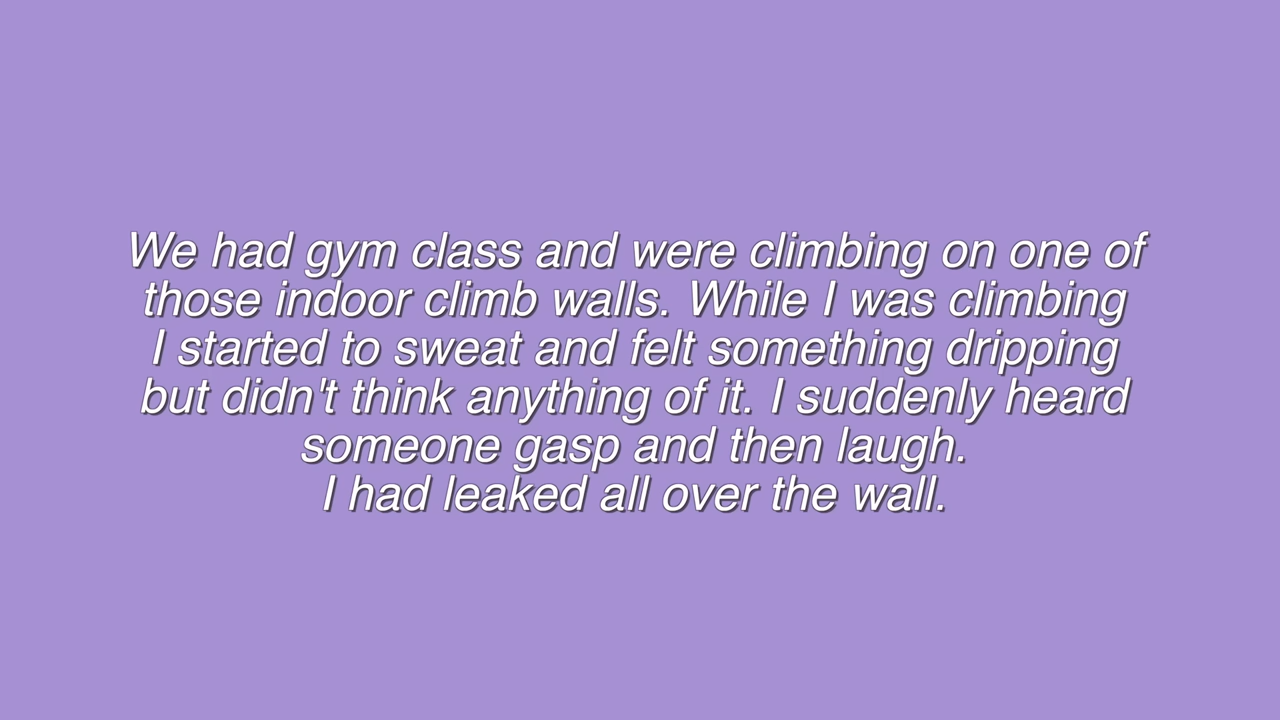 We had gym class and were climbing on one of
those indoor climb walls. While I was climbing
I started to sweat and felt something dripping
but didn't think anything of it. I suddenly heard
someone gasp and then laugh.
I had leaked all over the wall.